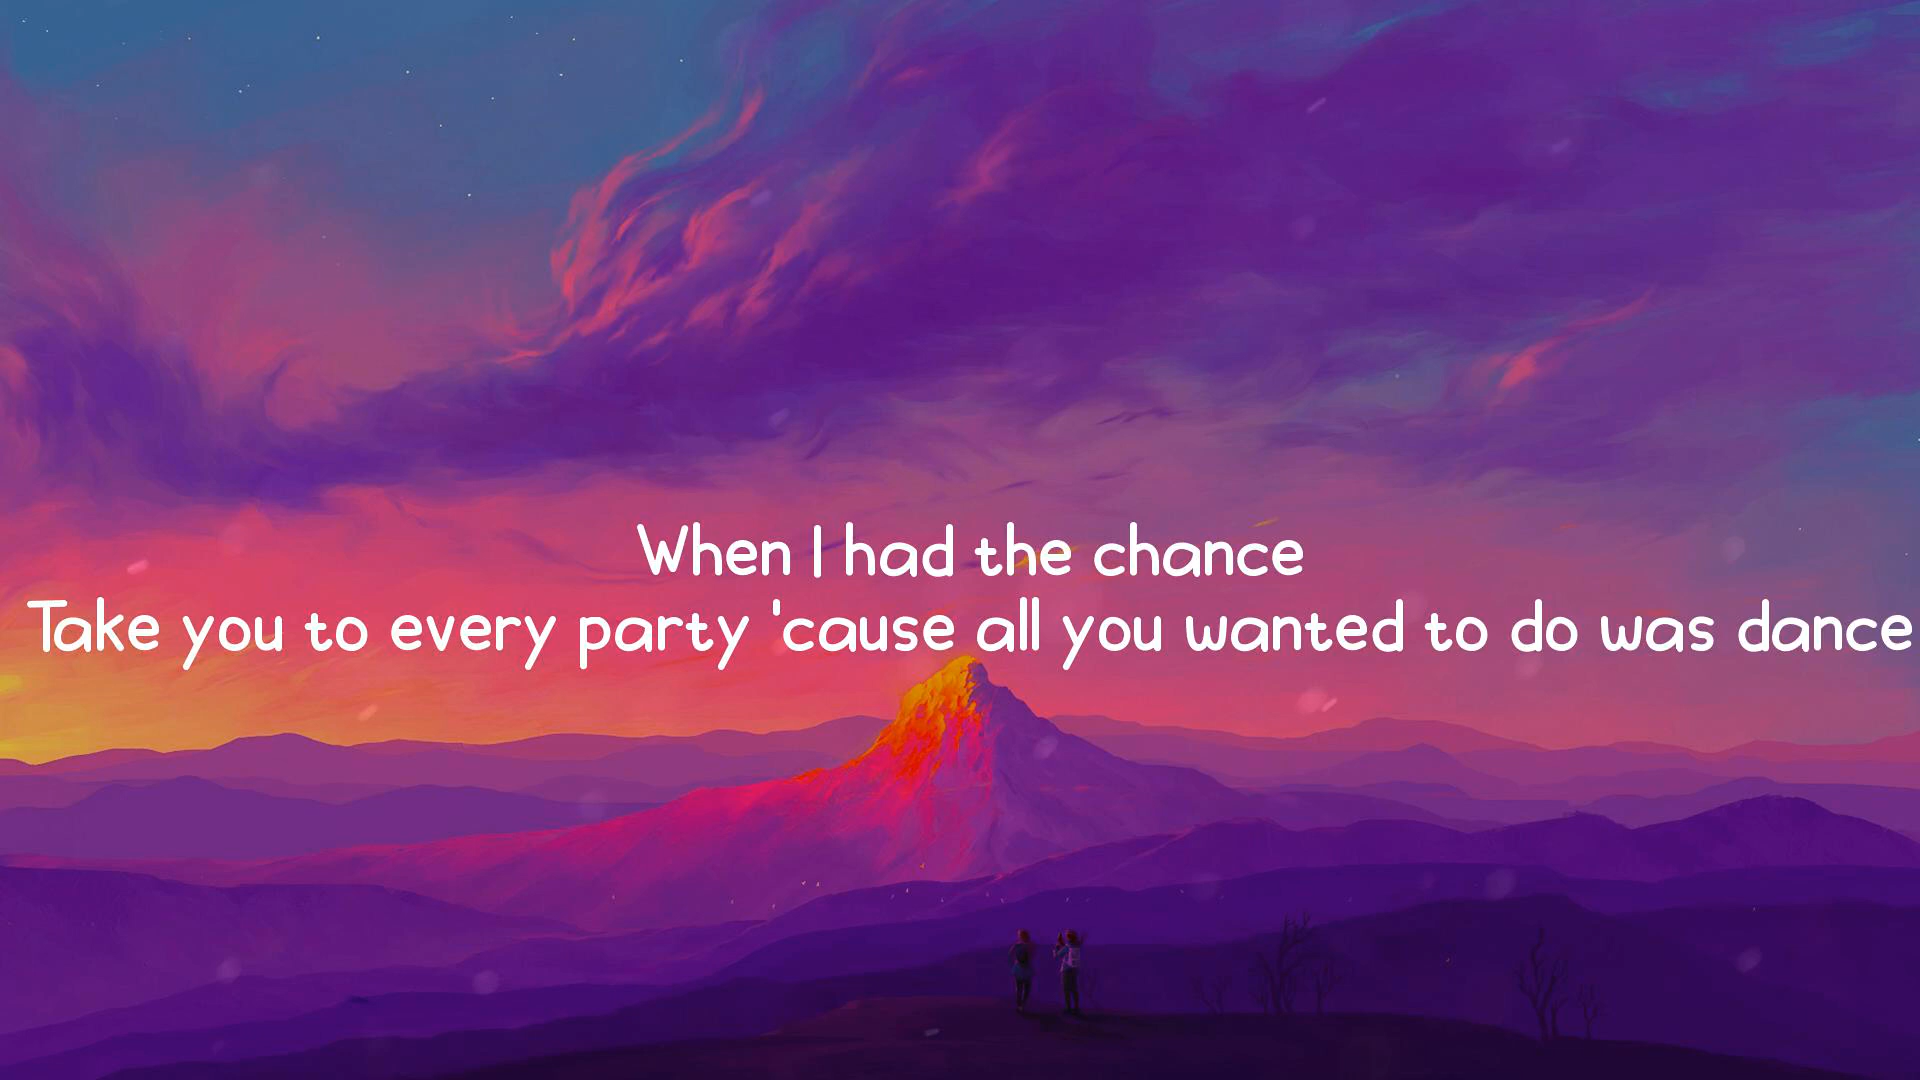 When I had the chance
Take you to every party 'cause all you wanted to do was dance